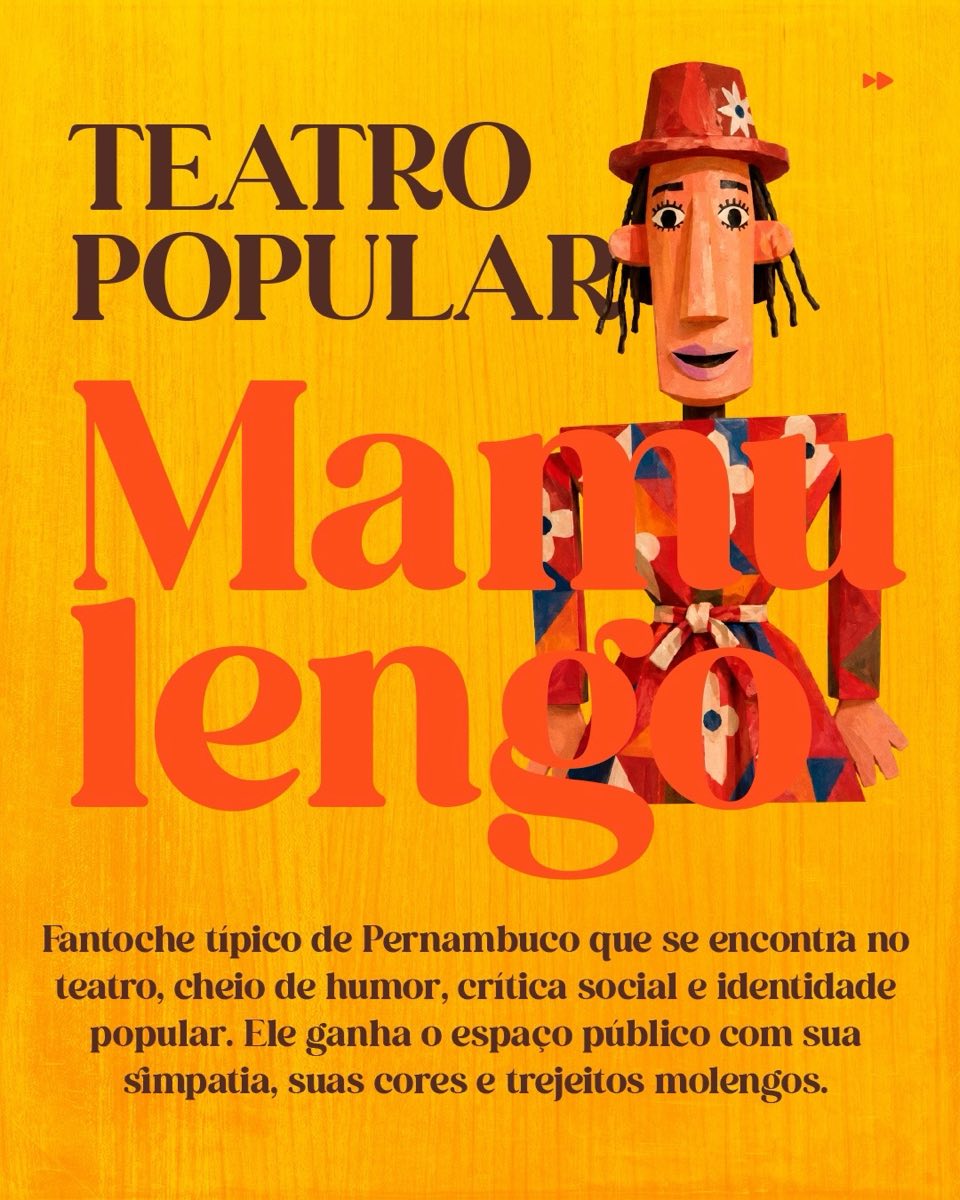 TEATRO
POPULAR
Mamu
lengo
Fantoche típico de Pernambuco que se encontra no
teatro, cheio de humor, crítica social e identidade
popular. Ele ganha o espaço público com sua
simpatia, suas cores e trejeitos molengos.